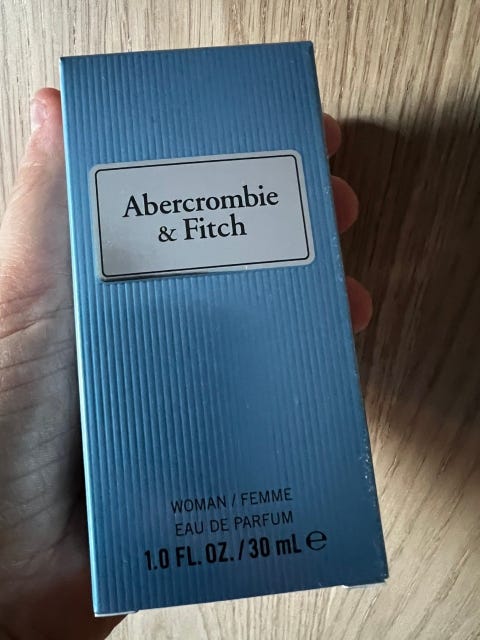 Abercrombie
& Fitch
WOMAN / FEMME
EAU DE PARFUM
1.0 FL. OZ. / 30 mL ℮